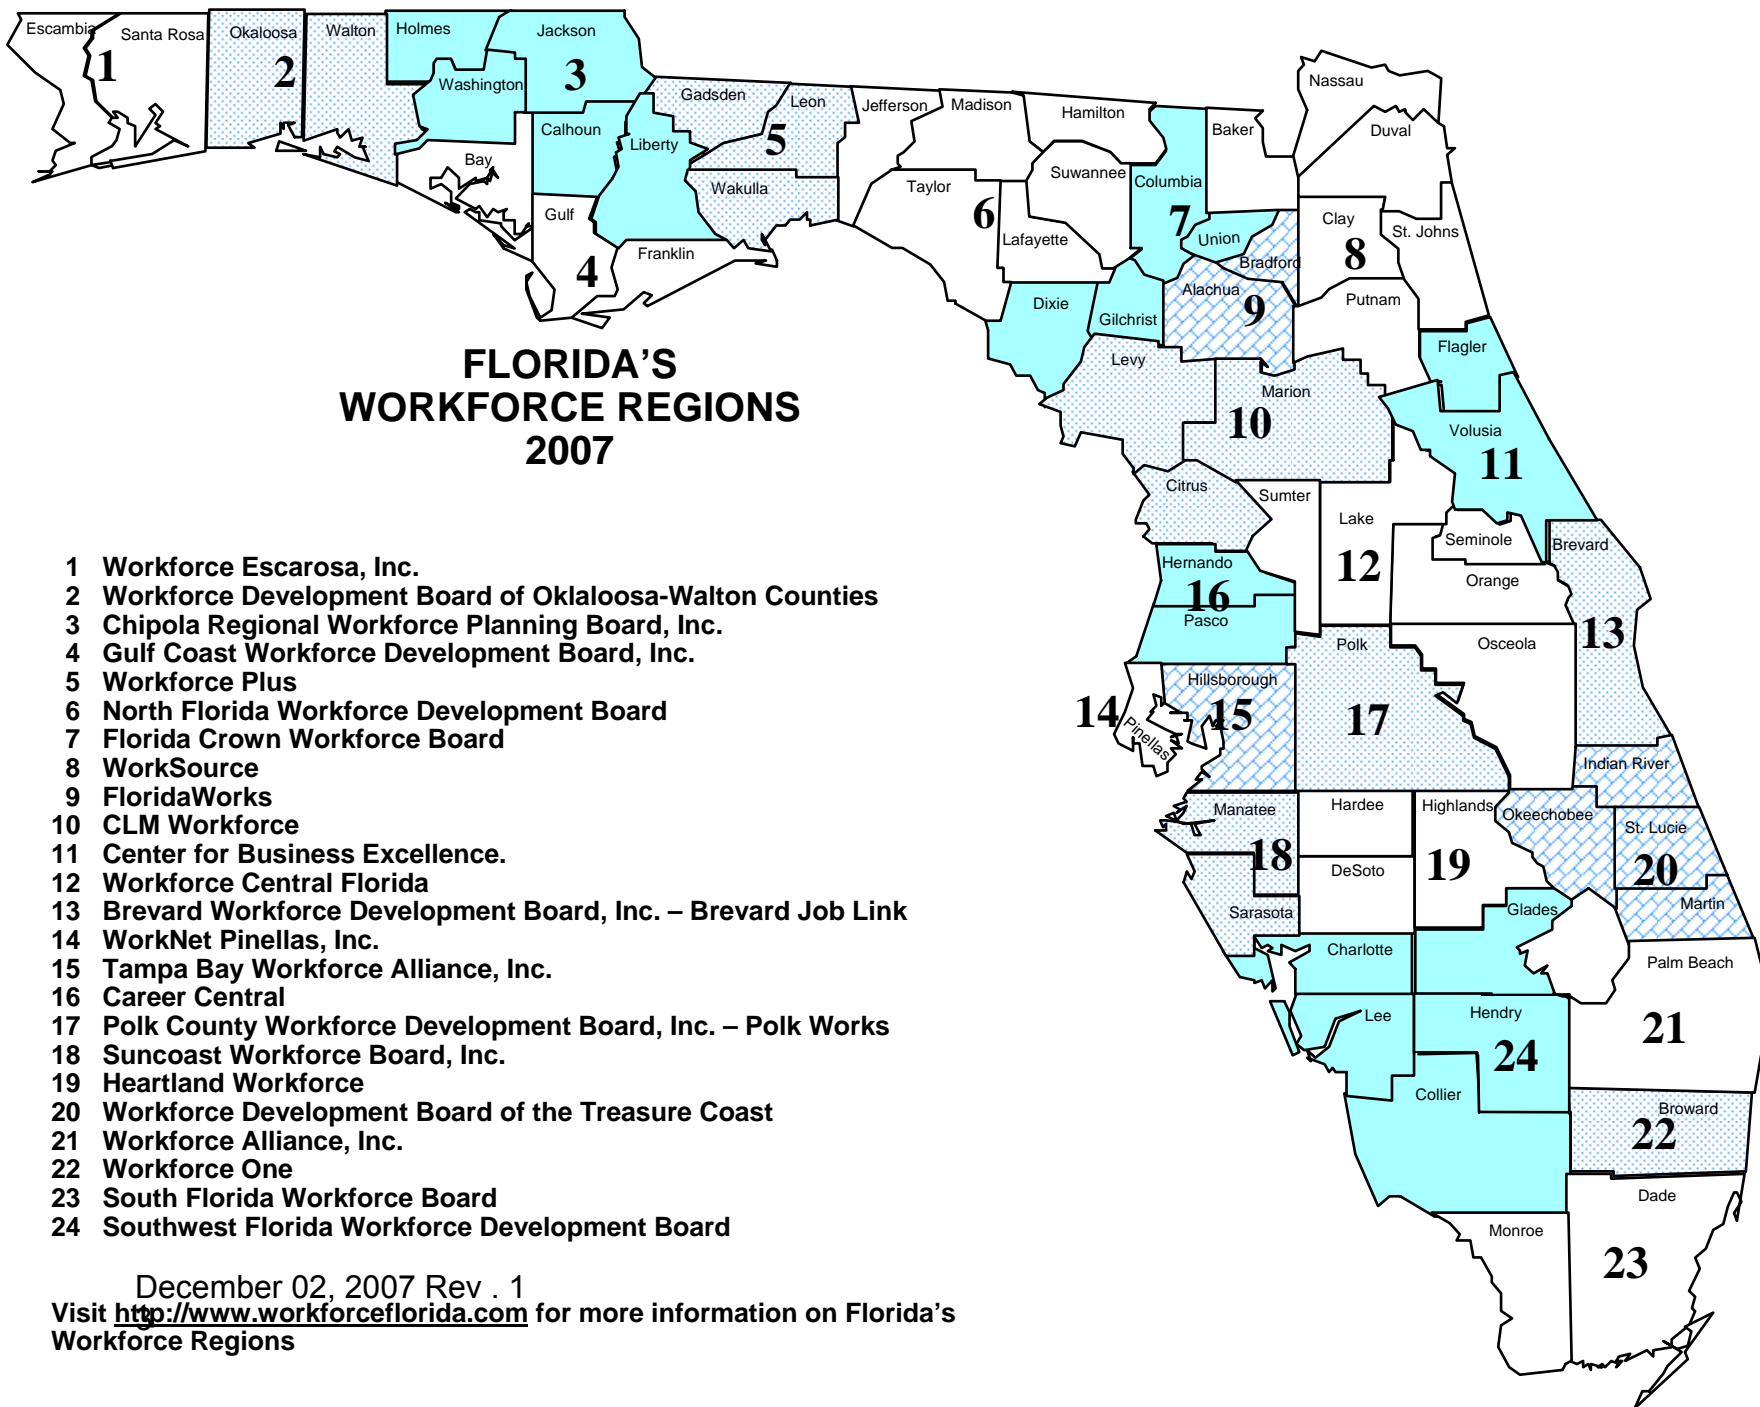 Escambia
Santa Rosa
1
Okaloosa
2
Walton
Holmes
Jackson
3
Washington
Calhoun
Liberty
Bay
Gulf
4
Franklin
Gadsden
Leon
5
Wakulla
Jefferson
Madison
Hamilton
Taylor
6
Suwannee
Lafayette
Columbia
7
Baker
Union
Bradford
Nassau
Duval
Clay
8
St. Johns
Putnam
Alachua
9
Dixie
Gilchrist
Levy
Marion
10
Flagler
Volusia
11
Citrus
Sumter
Lake
12
Seminole
Orange
Brevard
13
Hernando
16
Pasco
Polk
17
Osceola
Hillsborough
15
14
Pinellas
Indian River
Manatee
18
Hardee
Highlands
19
Okeechobee
St. Lucie
20
DeSoto
Sarasota
Martin
Glades
Charlotte
Palm Beach
21
Lee
Hendry
24
Collier
Broward
22
Dade
23
Monroe
FLORIDA'S
WORKFORCE REGIONS
2007
1 Workforce Escarosa, Inc.
2 Workforce Development Board of Oklaloosa-Walton Counties
3 Chipola Regional Workforce Planning Board, Inc.
4 Gulf Coast Workforce Development Board, Inc.
5 Workforce Plus
6 North Florida Workforce Development Board
7 Florida Crown Workforce Board
8 WorkSource
9 FloridaWorks
10 CLM Workforce
11 Center for Business Excellence.
12 Workforce Central Florida
13 Brevard Workforce Development Board, Inc. – Brevard Job Link
14 WorkNet Pinellas, Inc.
15 Tampa Bay Workforce Alliance, Inc.
16 Career Central
17 Polk County Workforce Development Board, Inc. – Polk Works
18 Suncoast Workforce Board, Inc.
19 Heartland Workforce
20 Workforce Development Board of the Treasure Coast
21 Workforce Alliance, Inc.
22 Workforce One
23 South Florida Workforce Board
24 Southwest Florida Workforce Development Board
December 02, 2007 Rev . 1
3
Visit http://www.workforceflorida.com for more information on Florida's
Workforce Regions